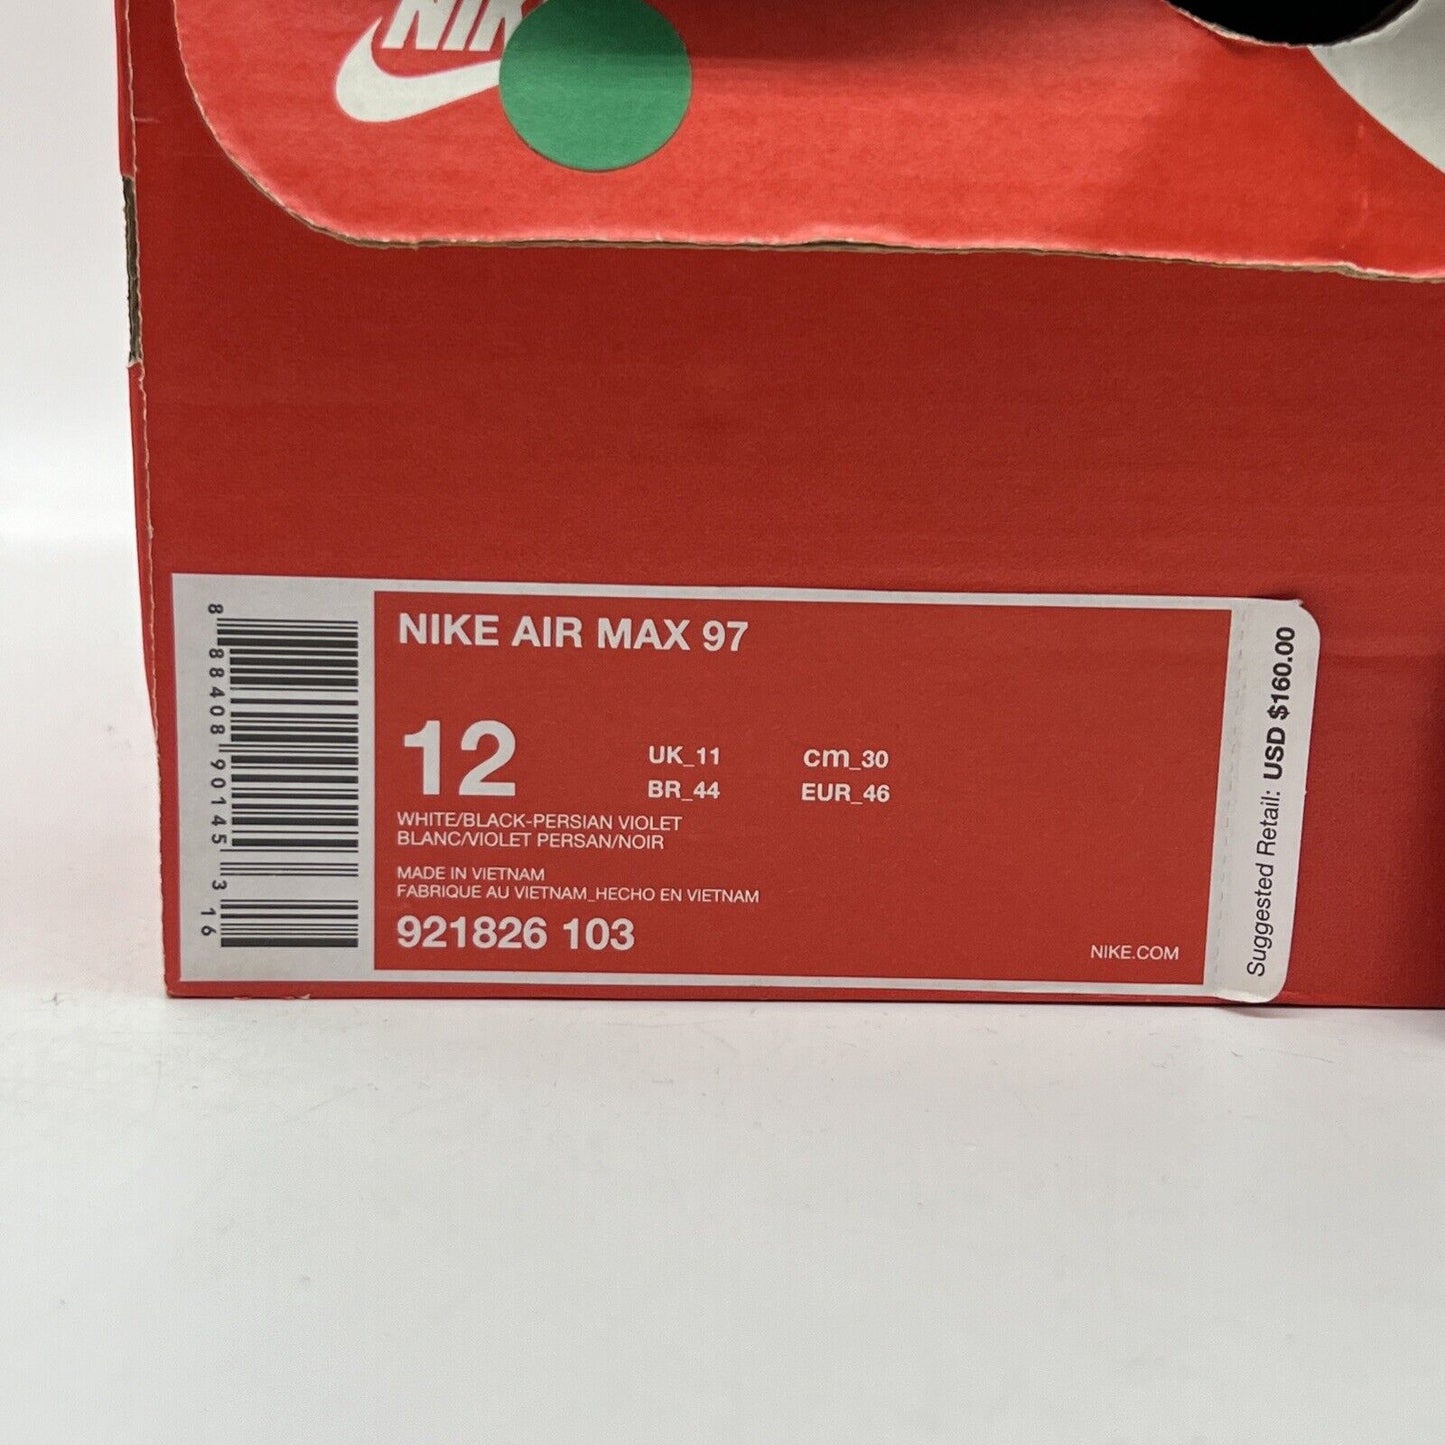 NIK
NIKE AIR MAX 97
12
UK_11 cm_30
BR_44 EUR_46
WHITE/BLACK-PERSIAN VIOLET
BLANC/VIOLET PERSAN/NOIR
MADE IN VIETNAM
FABRIQUE AU VIETNAM_HECHO EN VIETNAM
921826 103
NIKE.COM
8 88408 90145 3 16
Suggested Retail: USD $160.00